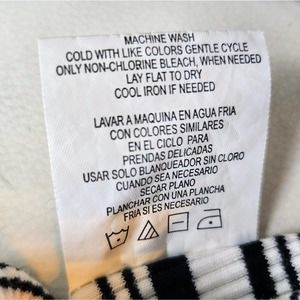 MACHINE WASH
COLD WITH LIKE COLORS GENTLE CYCLE
ONLY NON-CHLORINE BLEACH, WHEN NEEDED
LAY FLAT TO DRY
COOL IRON IF NEEDED
LAVAR A MAQUINA EN AGUA FRIA
CON COLORES SIMILARES
EN EL CICLO PARA
PRENDAS DELICADAS
USAR SOLO BLANQUEADOR SIN CLORO
CUANDO SEA NECESARIO
SECAR PLANO
PLANCHAR CON UNA PLANCHA
FRIA SI ES NECESARIO